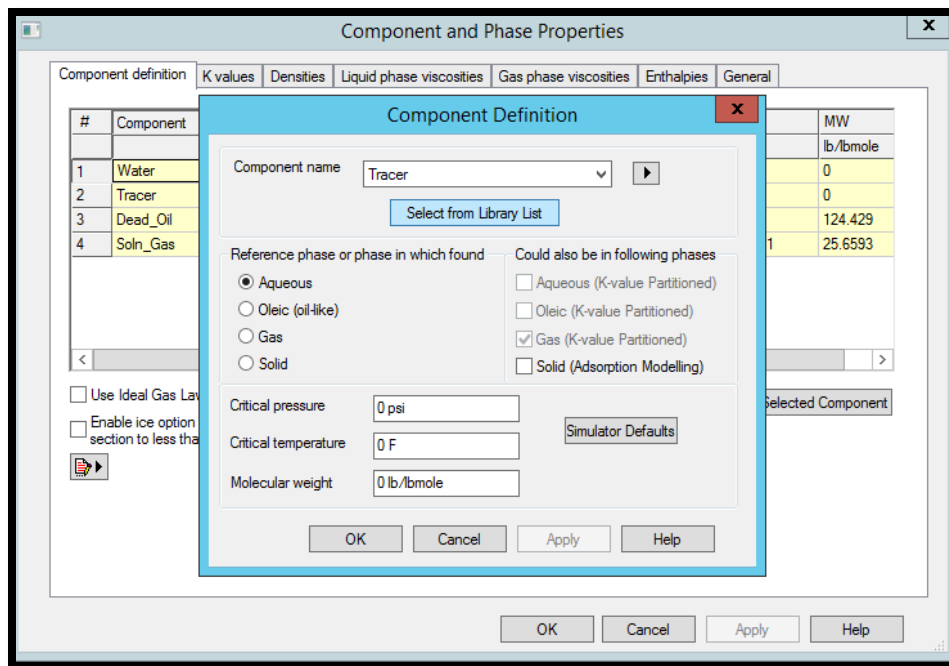 Component and Phase Properties
x
Component definition
K values
Densities
Liquid phase viscosities
Gas phase viscosities
Enthalpies
General
# Component MW
lb/lbmole
1 Water 0
2 Tracer 0
3 Dead_Oil 124.429
4 Soln_Gas 1 25.6593
Use Ideal Gas La
Enable ice option
section to less tha
Selected Component
Component Definition
x
Component name Tracer
Select from Library List
Reference phase or phase in which found
Aqueous
Oleic (oil-like)
Gas
Solid
Could also be in following phases
Aqueous (K-value Partitioned)
Oleic (K-value Partitioned)
Gas (K-value Partitioned)
Solid (Adsorption Modelling)
Critical pressure 0 psi
Critical temperature 0 F
Molecular weight 0 lb/lbmole
Simulator Defaults
OK Cancel Apply Help
OK Cancel Apply Help